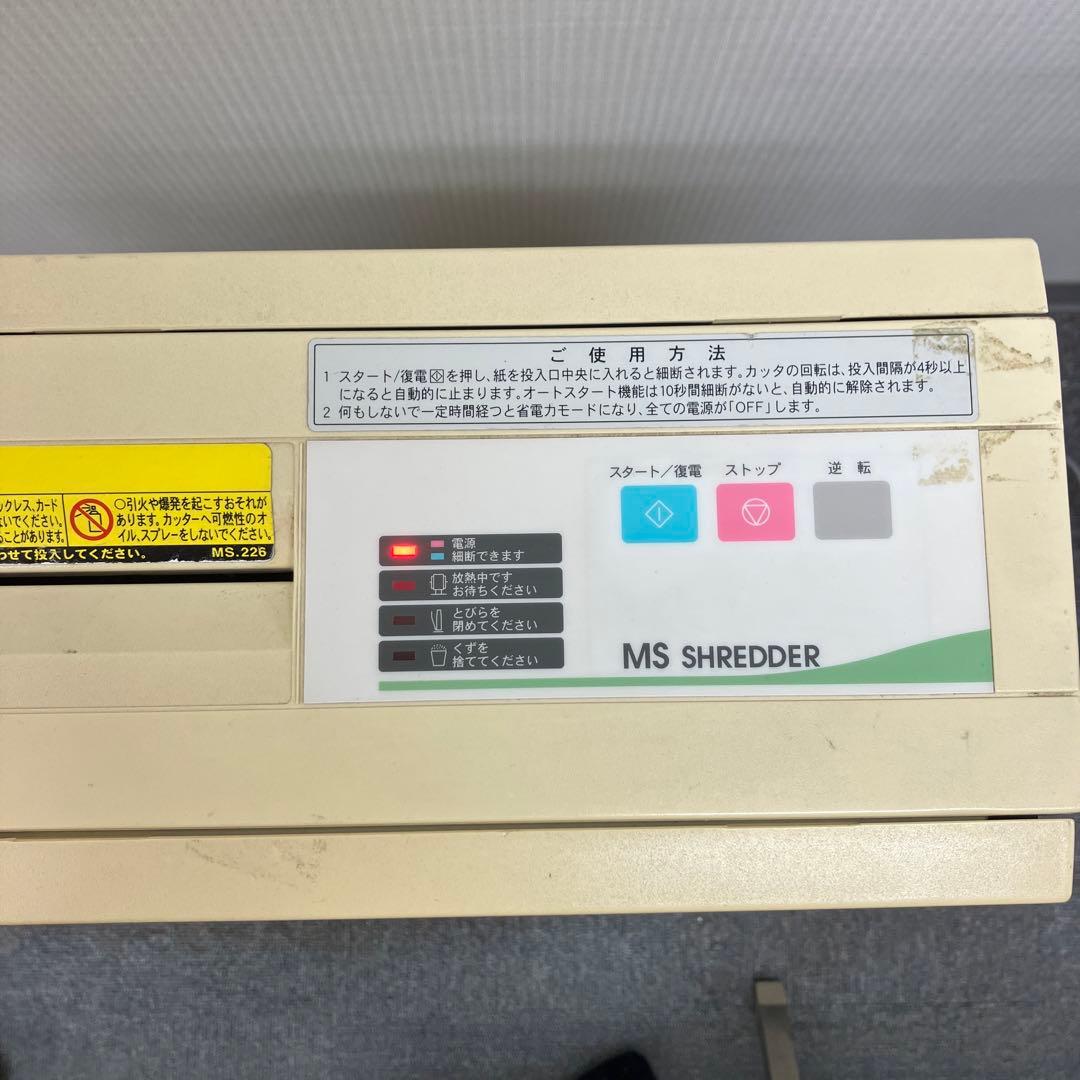 ご使用方法
1 スタート/復電を押し、紙を投入口中央に入れると細断されます。カッタの回転は、投入間隔が4秒以上
になると自動的に止まります。オートスタート機能は10秒間細断がないと、自動的に解除されます。
2 何もしないで一定時間経つと省電力モードになり、全ての電源が「OFF」します。
ックレス、カード
ないでください。
ることがあります。
○引火や爆発を起こすおそれが
あります。カッターへ可燃性のオ
イル、スプレーをしないでください。
わせて投入してください。
MS.226
スタート/復電 ストップ 逆転
電源
細断できます
放熱中です
お待ちください
とびらを
閉めてください
くずを
捨ててください
MS SHREDDER